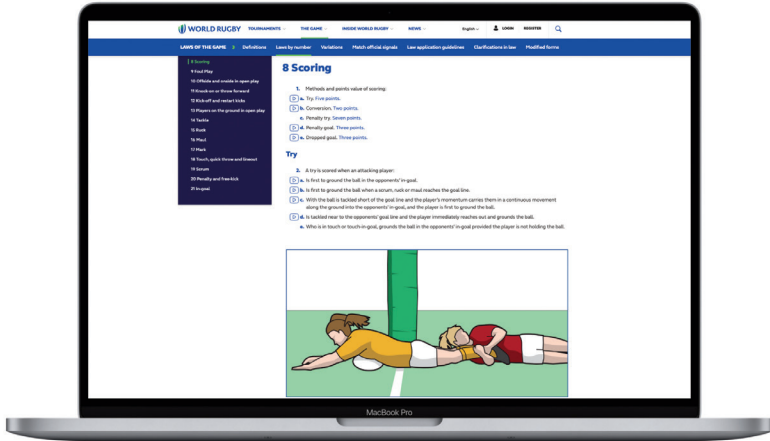 WORLD RUGBY TOURNAMENTS THE GAME INSIDE WORLD RUGBY NEWS English LOGIN REGISTER
LAWS OF THE GAME Definitions Laws by number Variations Match official signals Law application guidelines Clarifications in law Modified forms
8 Scoring
9 Foul Play
10 Offside and onside in open play
11 Knock-on or throw forward
12 Kick-off and restart kicks
13 Players on the ground in open play
14 Tackle
15 Ruck
16 Maul
17 Mark
18 Touch, quick throw and lineout
19 Scrum
20 Penalty and free-kick
21 In-goal
8 Scoring
1. Methods and points value of scoring:
a. Try: Five points.
b. Conversion. Two points.
c. Penalty try. Seven points.
d. Penalty goal. Three points.
e. Dropped goal. Three points.
Try
2. A try is scored when an attacking player:
a. Is first to ground the ball in the opponents' in-goal.
b. Is first to ground the ball when a scrum, ruck or maul reaches the goal line.
c. With the ball is tackled short of the goal line and the player's momentum carries them in a continuous movement
along the ground into the opponents' in-goal, and the player is first to ground the ball.
d. Is tackled near to the opponents' goal line and the player immediately reaches out and grounds the ball.
e. Who is in touch or touch-in-goal, grounds the ball in the opponents' in-goal provided the player is not holding the ball.
MacBook Pro